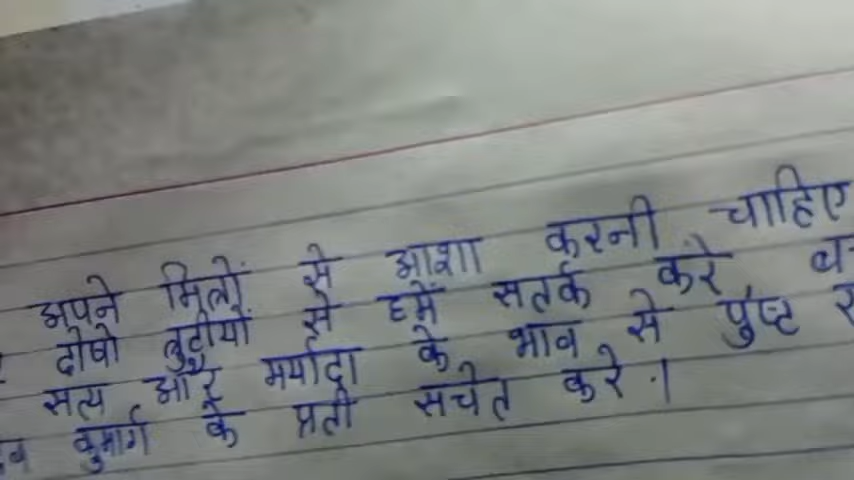 अपने मित्रों से आशा करनी चाहिए
दोषो त्रुटीयों से हमें सतर्क करे
सत्य और मर्यादा के भाव से पुष्ट
कुमार्ग के प्रती सचेत करे ।